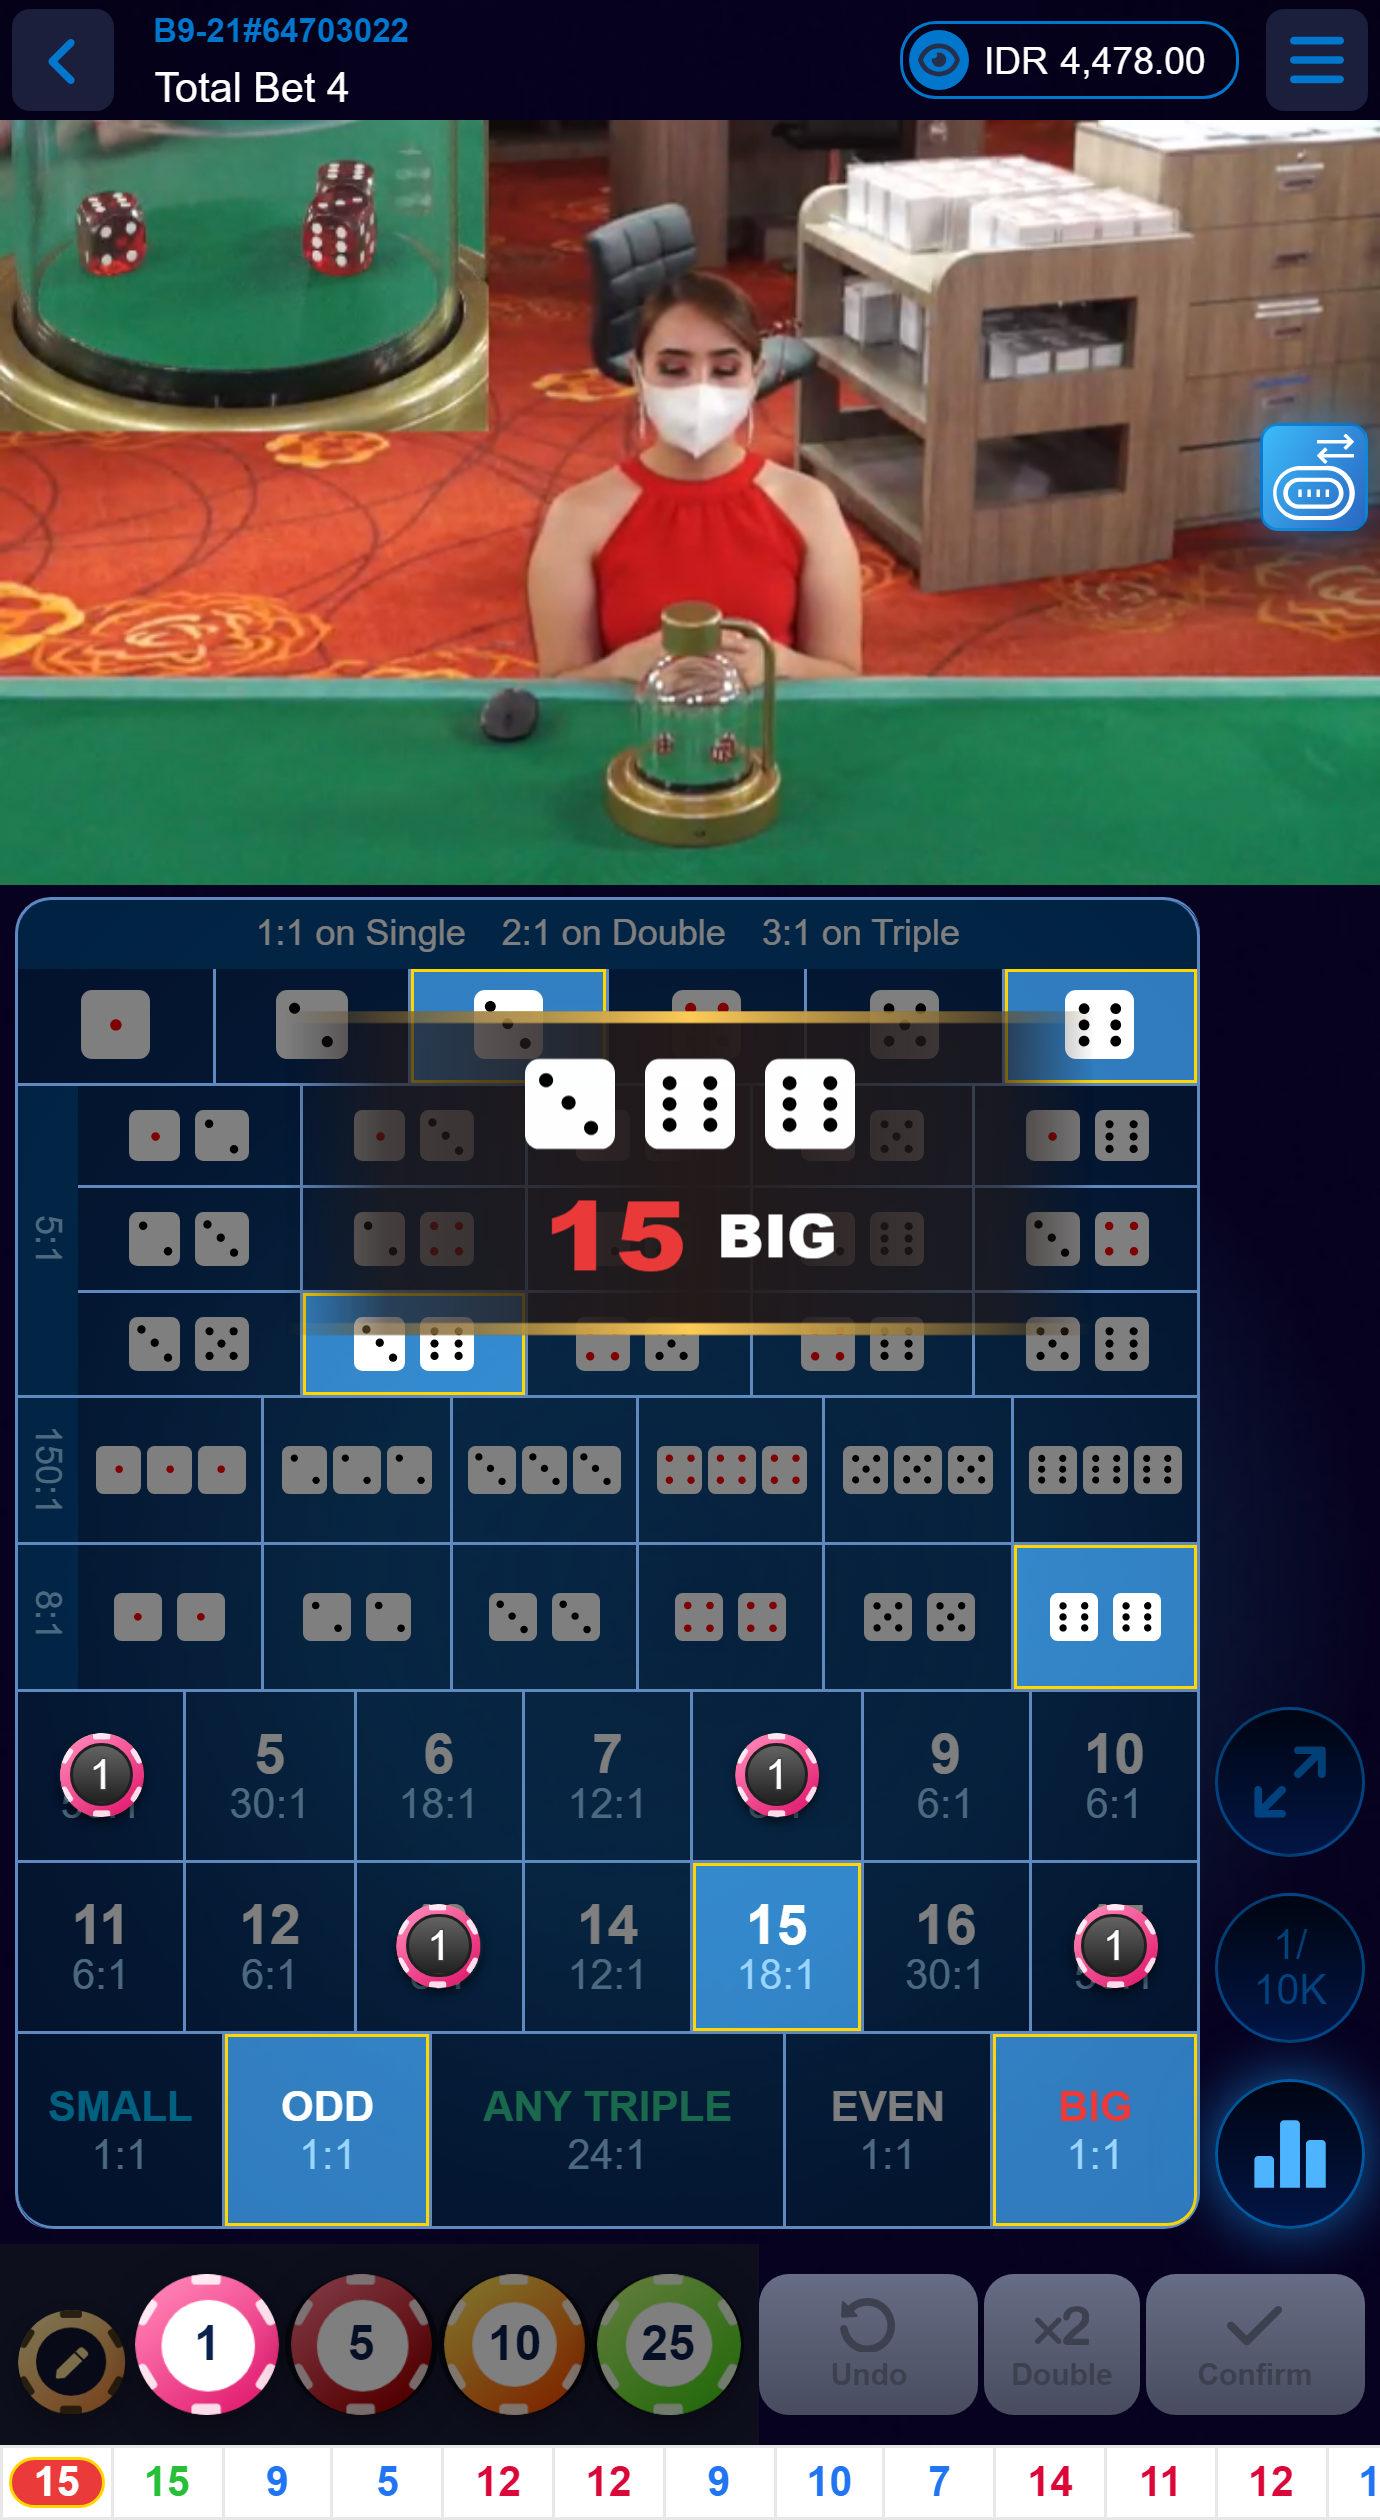 B9-21#64703022
Total Bet 4
IDR 4,478.00
1:1 on Single 2:1 on Double 3:1 on Triple
15 BIG
5:1
150:1
8:1
1 5 6 7 1 9 10
30:1 18:1 12:1 6:1 6:1
11 12 1 14 15 16 1
6:1 6:1 12:1 18:1 30:1
1/
10K
SMALL ODD ANY TRIPLE EVEN BIG
1:1 1:1 24:1 1:1 1:1
1 5 10 25
x2
Undo Double Confirm
15 15 9 5 12 12 9 10 7 14 11 12 1